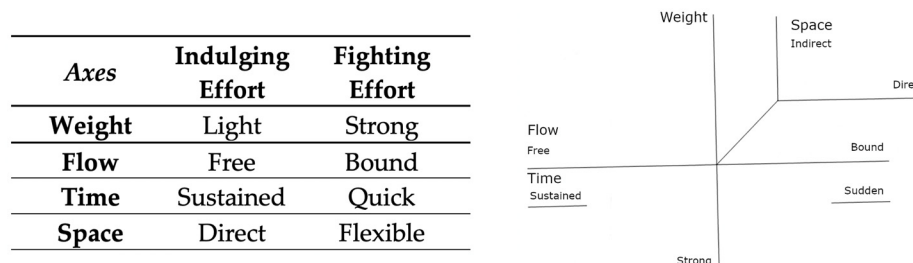 Axes Indulging Effort Fighting Effort
Weight Light Strong
Flow Free Bound
Time Sustained Quick
Space Direct Flexible
Weight
Space
Indirect
Dire
Flow
Free
Bound
Time
Sustained
Sudden
Strong